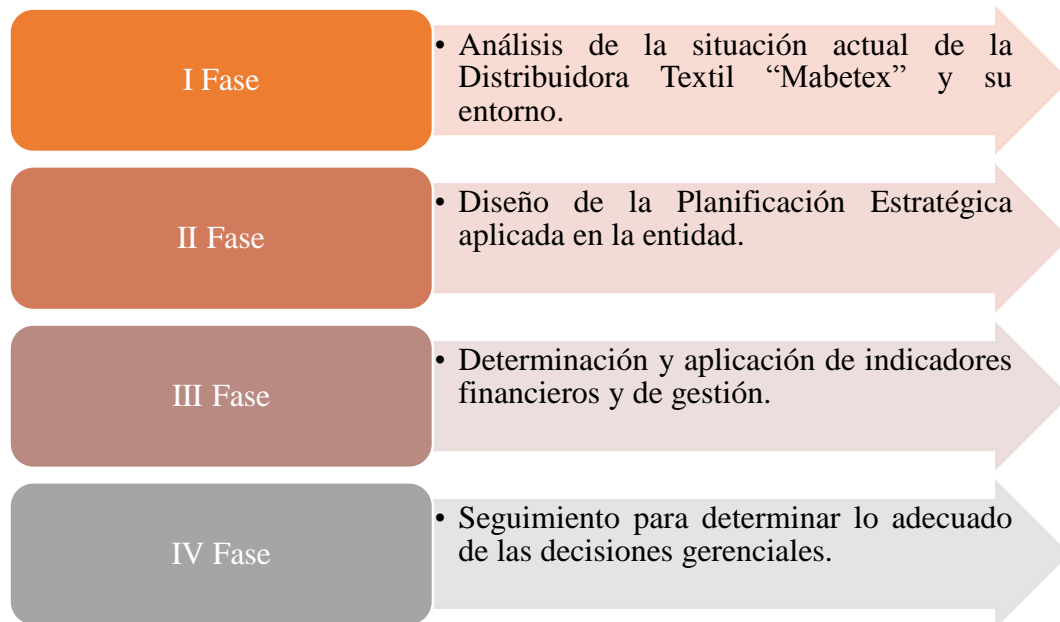 I Fase
• Análisis de la situación actual de la
Distribuidora Textil “Mabetex” y su
entorno.
II Fase
• Diseño de la Planificación Estratégica
aplicada en la entidad.
III Fase
• Determinación y aplicación de indicadores
financieros y de gestión.
IV Fase
• Seguimiento para determinar lo adecuado
de las decisiones gerenciales.